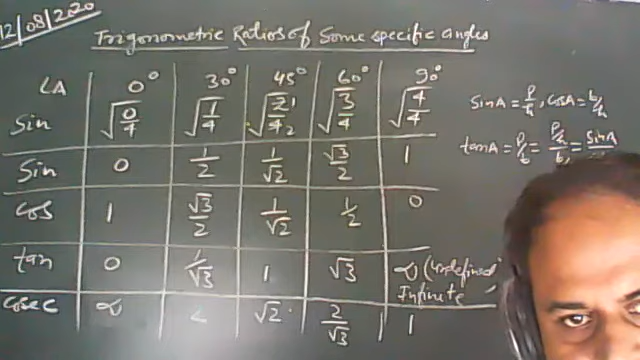 12/08/2020
Trigonometric Ratios of Some specific angles
∠A 0° 30° 45° 60° 90°
Sin √0/4 √1/4 √2/4 1 2 √3/4 √4/4
Sin 0 1/2 1/√2 √3/2 1
Cos 1 √3/2 1/√2 1/2 0
tan 0 1/√3 1 √3 ∝ (Undefined
Infinite
Cosec ∝ 2 √2 2/√3 1
SinA = P/h, CosA = b/h
tanA = P/b = P/h = SinA